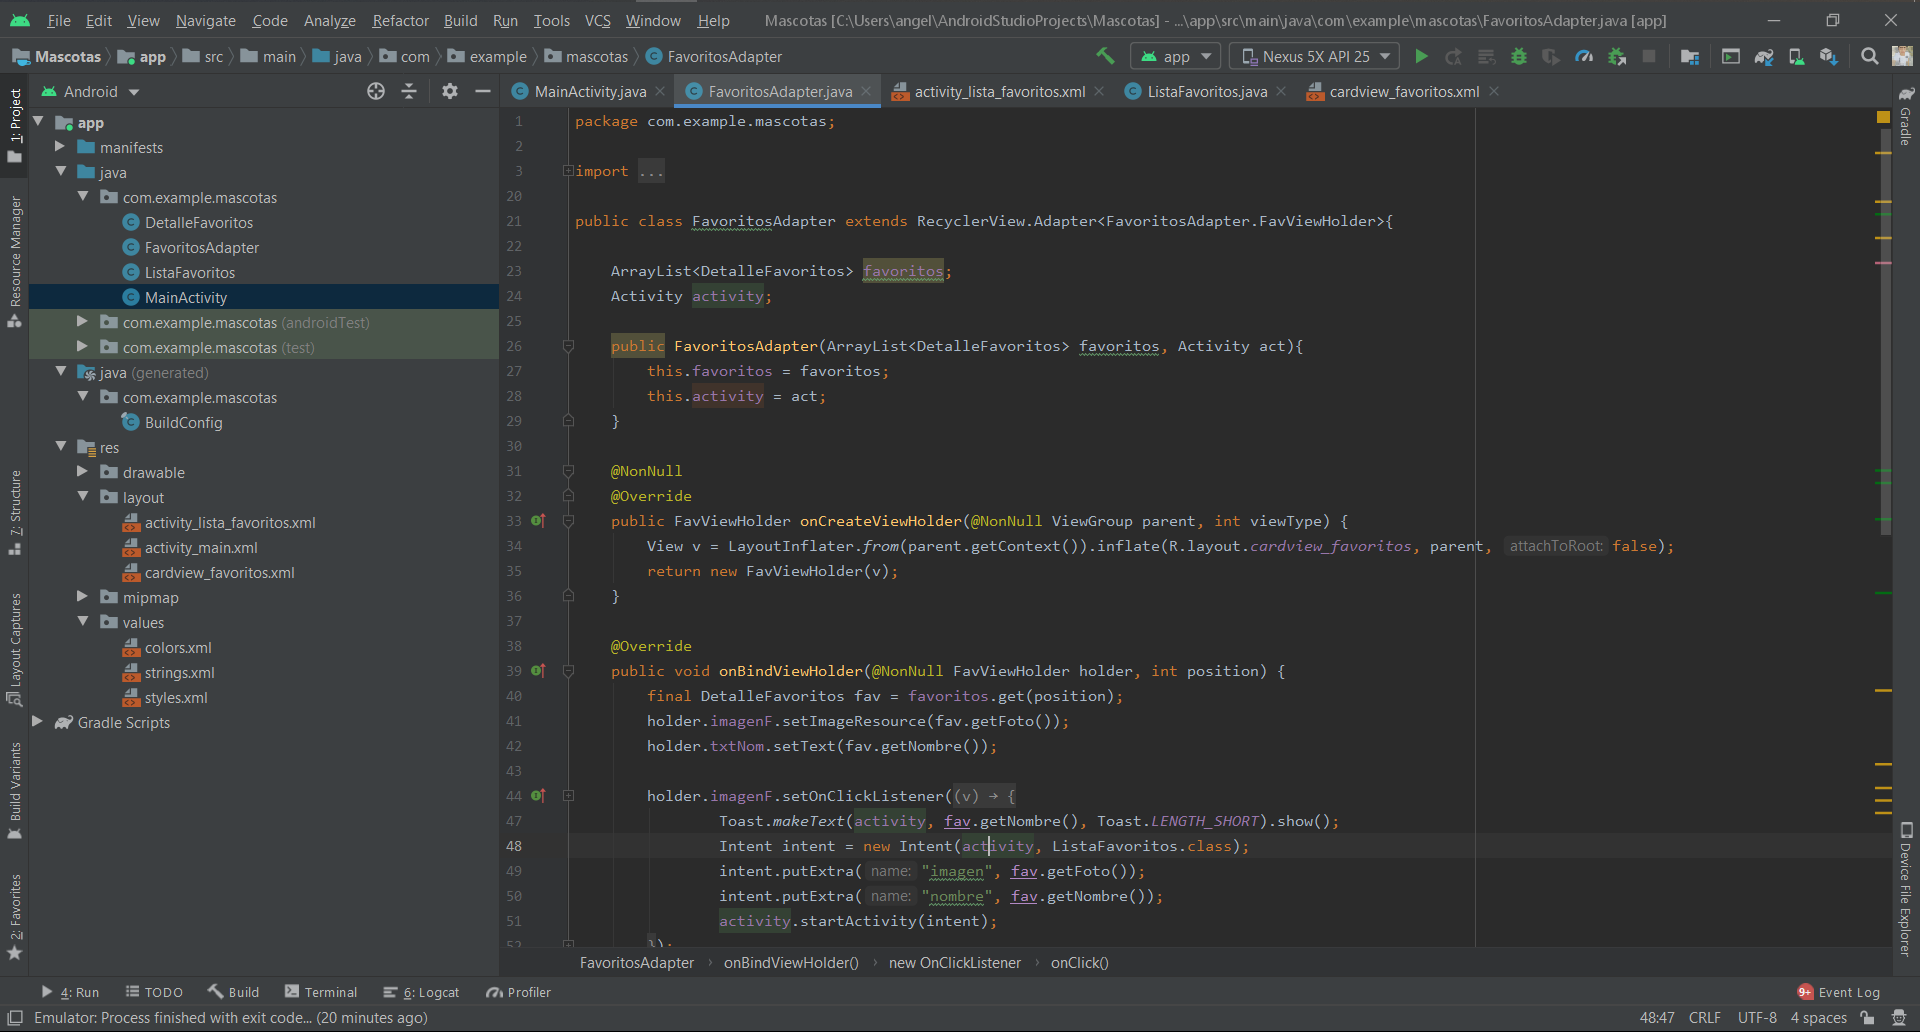 File Edit View Navigate Code Analyze Refactor Build Run Tools VCS Window Help Mascotas [C:\Users\angel\AndroidStudioProjects\Mascotas] - ...\app\src\main\java\com\example\mascotas\FavoritosAdapter.java [app]
Mascotas app src main java com example mascotas FavoritosAdapter app Nexus 5X API 25
Android
MainActivity.java FavoritosAdapter.java activity_lista_favoritos.xml ListaFavoritos.java cardview_favoritos.xml
1: Project
Resource Manager
7: Structure
Layout Captures
Build Variants
2: Favorites
app
manifests
java
com.example.mascotas
DetalleFavoritos
FavoritosAdapter
ListaFavoritos
MainActivity
com.example.mascotas (androidTest)
com.example.mascotas (test)
java (generated)
com.example.mascotas
BuildConfig
res
drawable
layout
activity_lista_favoritos.xml
activity_main.xml
cardview_favoritos.xml
mipmap
values
colors.xml
strings.xml
styles.xml
Gradle Scripts
1 package com.example.mascotas;
2
3 import ...
20
21 public class FavoritosAdapter extends RecyclerView.Adapter<FavoritosAdapter.FavViewHolder>{
22
23 ArrayList<DetalleFavoritos> favoritos;
24 Activity activity;
25
26 public FavoritosAdapter(ArrayList<DetalleFavoritos> favoritos, Activity act){
27 this.favoritos = favoritos;
28 this.activity = act;
29 }
30
31 @NonNull
32 @Override
33 public FavViewHolder onCreateViewHolder(@NonNull ViewGroup parent, int viewType) {
34 View v = LayoutInflater.from(parent.getContext()).inflate(R.layout.cardview_favoritos, parent, attachToRoot: false);
35 return new FavViewHolder(v);
36 }
37
38 @Override
39 public void onBindViewHolder(@NonNull FavViewHolder holder, int position) {
40 final DetalleFavoritos fav = favoritos.get(position);
41 holder.imagenF.setImageResource(fav.getFoto());
42 holder.txtNom.setText(fav.getNombre());
43
44 holder.imagenF.setOnClickListener((v) → {
47 Toast.makeText(activity, fav.getNombre(), Toast.LENGTH_SHORT).show();
48 Intent intent = new Intent(activity, ListaFavoritos.class);
49 intent.putExtra( name: "imagen", fav.getFoto());
50 intent.putExtra( name: "nombre", fav.getNombre());
51 activity.startActivity(intent);
52 });
Gradle
Device File Explorer
FavoritosAdapter › onBindViewHolder() › new OnClickListener › onClick()
4: Run TODO Build Terminal 6: Logcat Profiler 9+ Event Log
Emulator: Process finished with exit code... (20 minutes ago) 48:47 CRLF UTF-8 4 spaces